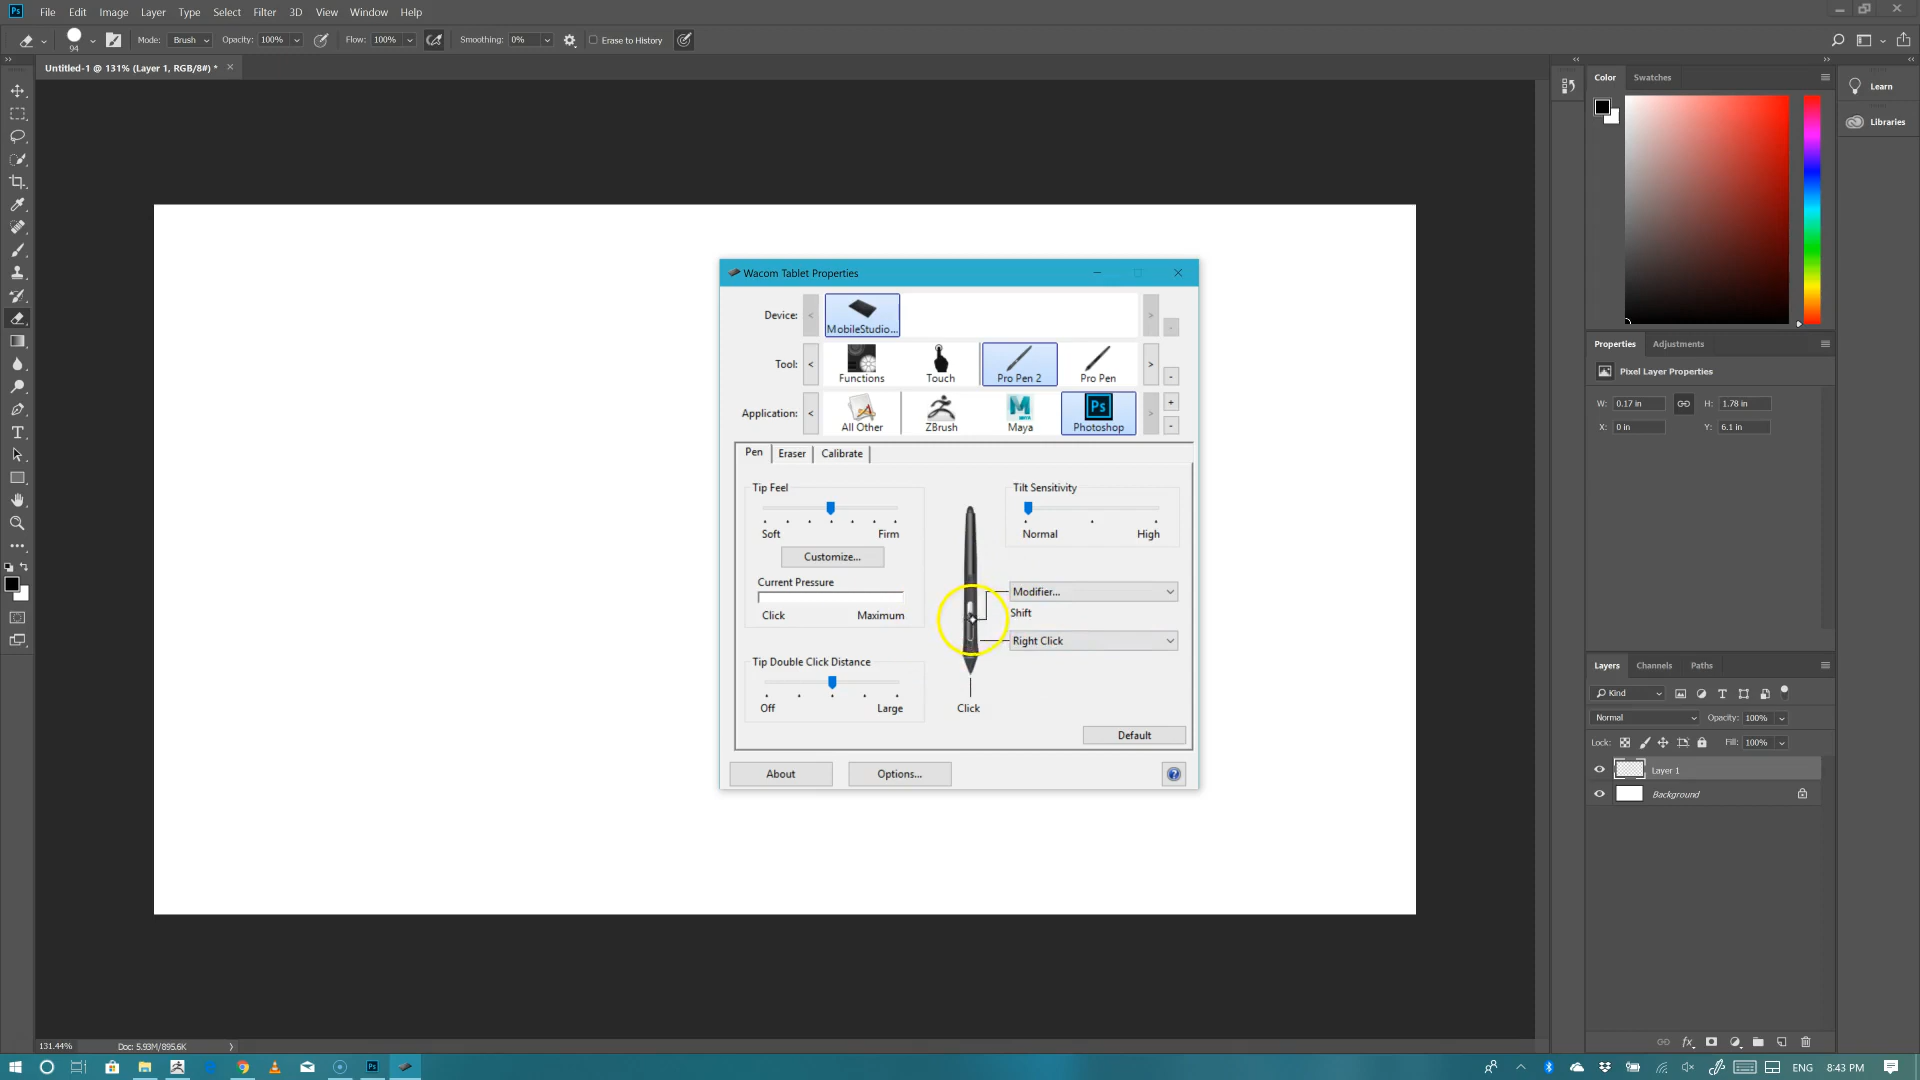 Ps File Edit Image Layer Type Select Filter 3D View Window Help
94 Mode: Brush Opacity: 100% Flow: 100% Smoothing: 0% Erase to History
Untitled-1 @ 131% (Layer 1, RGB/8#) *
Color Swatches
Learn
Libraries
Wacom Tablet Properties
Device:
MobileStudio...
Tool:
Functions Touch Pro Pen 2 Pro Pen
Application:
All Other ZBrush Maya Photoshop
Pen Eraser Calibrate
Tip Feel
Soft Firm
Customize...
Current Pressure
Click Maximum
Tip Double Click Distance
Off Large
Tilt Sensitivity
Normal High
Modifier...
Shift
Right Click
Click
Default
About Options...
Properties Adjustments
Pixel Layer Properties
W: 0.17 in H: 1.78 in
X: 0 in Y: 6.1 in
Layers Channels Paths
Kind
Normal Opacity: 100%
Lock: Fill: 100%
Layer 1
Background
fx
131.44% Doc: 5.93M/895.6K
ENG 8:43 PM